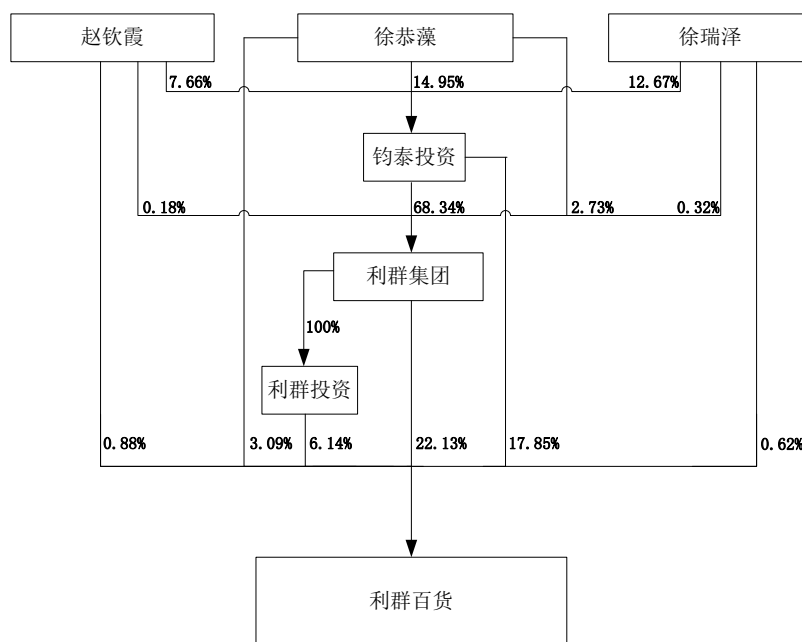 赵钦霞
徐恭藻
徐瑞泽
7.66%
14.95%
12.67%
钧泰投资
0.18%
68.34%
2.73%
0.32%
利群集团
100%
利群投资
0.88%
3.09%
6.14%
22.13%
17.85%
0.62%
利群百货